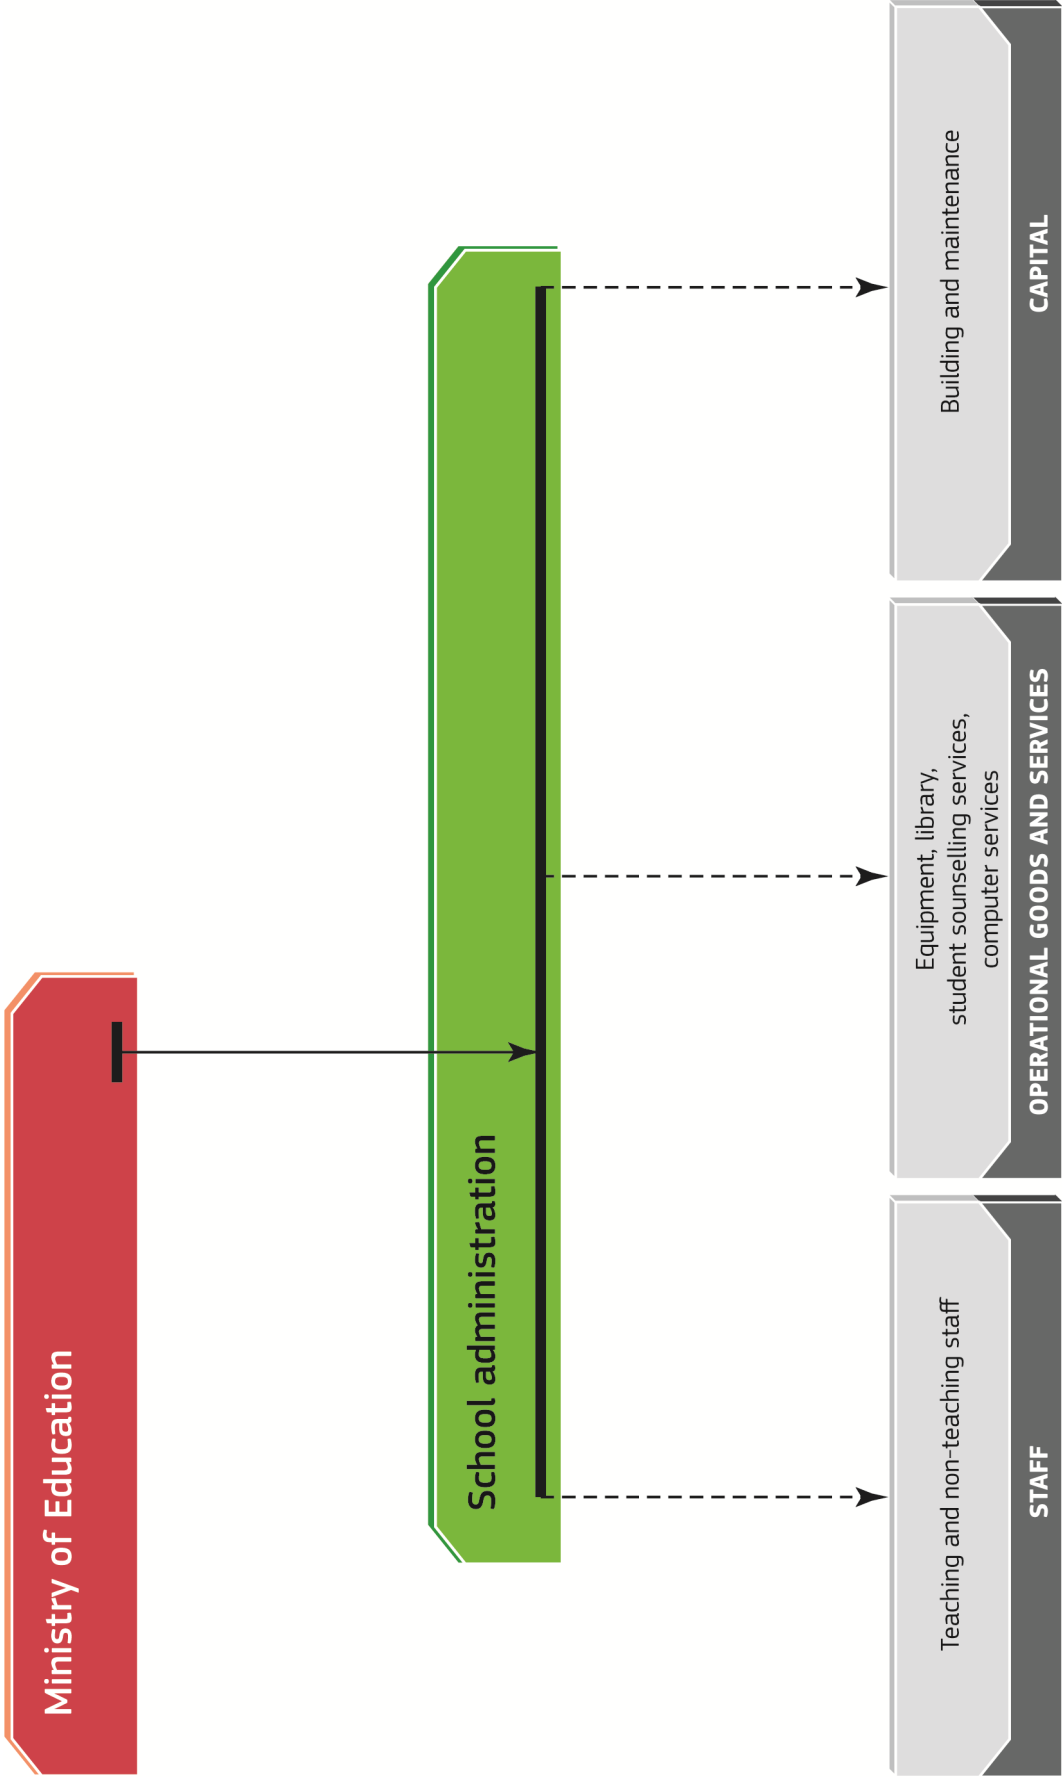 Ministry of Education
School administration
Teaching and non-teaching staff
STAFF
Equipment, library,
student sounselling services,
computer services
OPERATIONAL GOODS AND SERVICES
Building and maintenance
CAPITAL